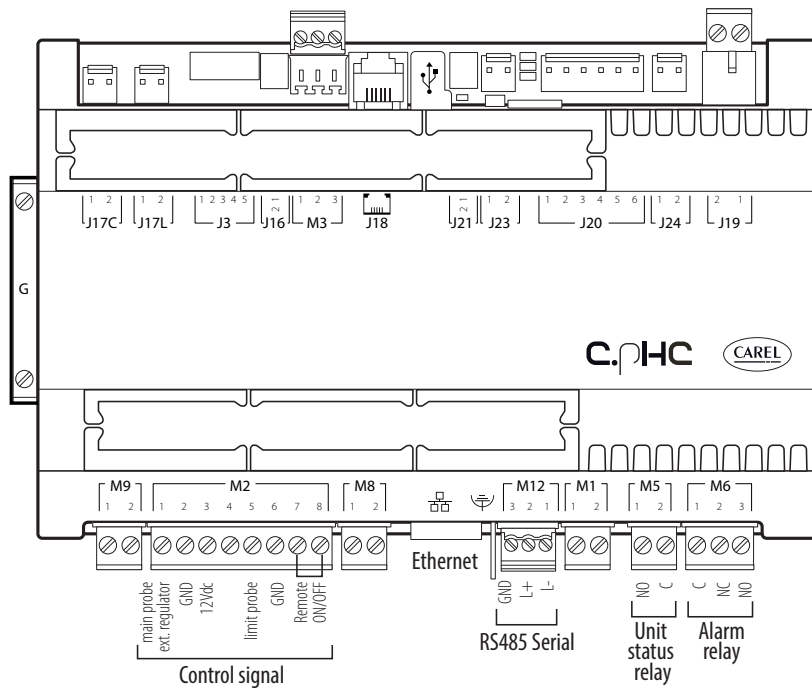 1 2 1 2 1 2 3 4 5 2 1 1 2 3 2 1 1 2 1 2 3 4 5 6 1 2 2 1
J17C J17L J3 J16 M3 J18 J21 J23 J20 J24 J19
G
c.pHC CAREL
M9 M2 M8 M12 M1 M5 M6
1 2 1 2 3 4 5 6 7 8 1 2 3 2 1 1 2 1 2 1 2 3
Ethernet
main probe
ext. regulator
GND
12Vdc
limit probe
GND
Remote
ON/OFF
GND
L+
L-
NO
C
C
NC
NO
Control signal
RS485 Serial
Unit
status
relay
Alarm
relay